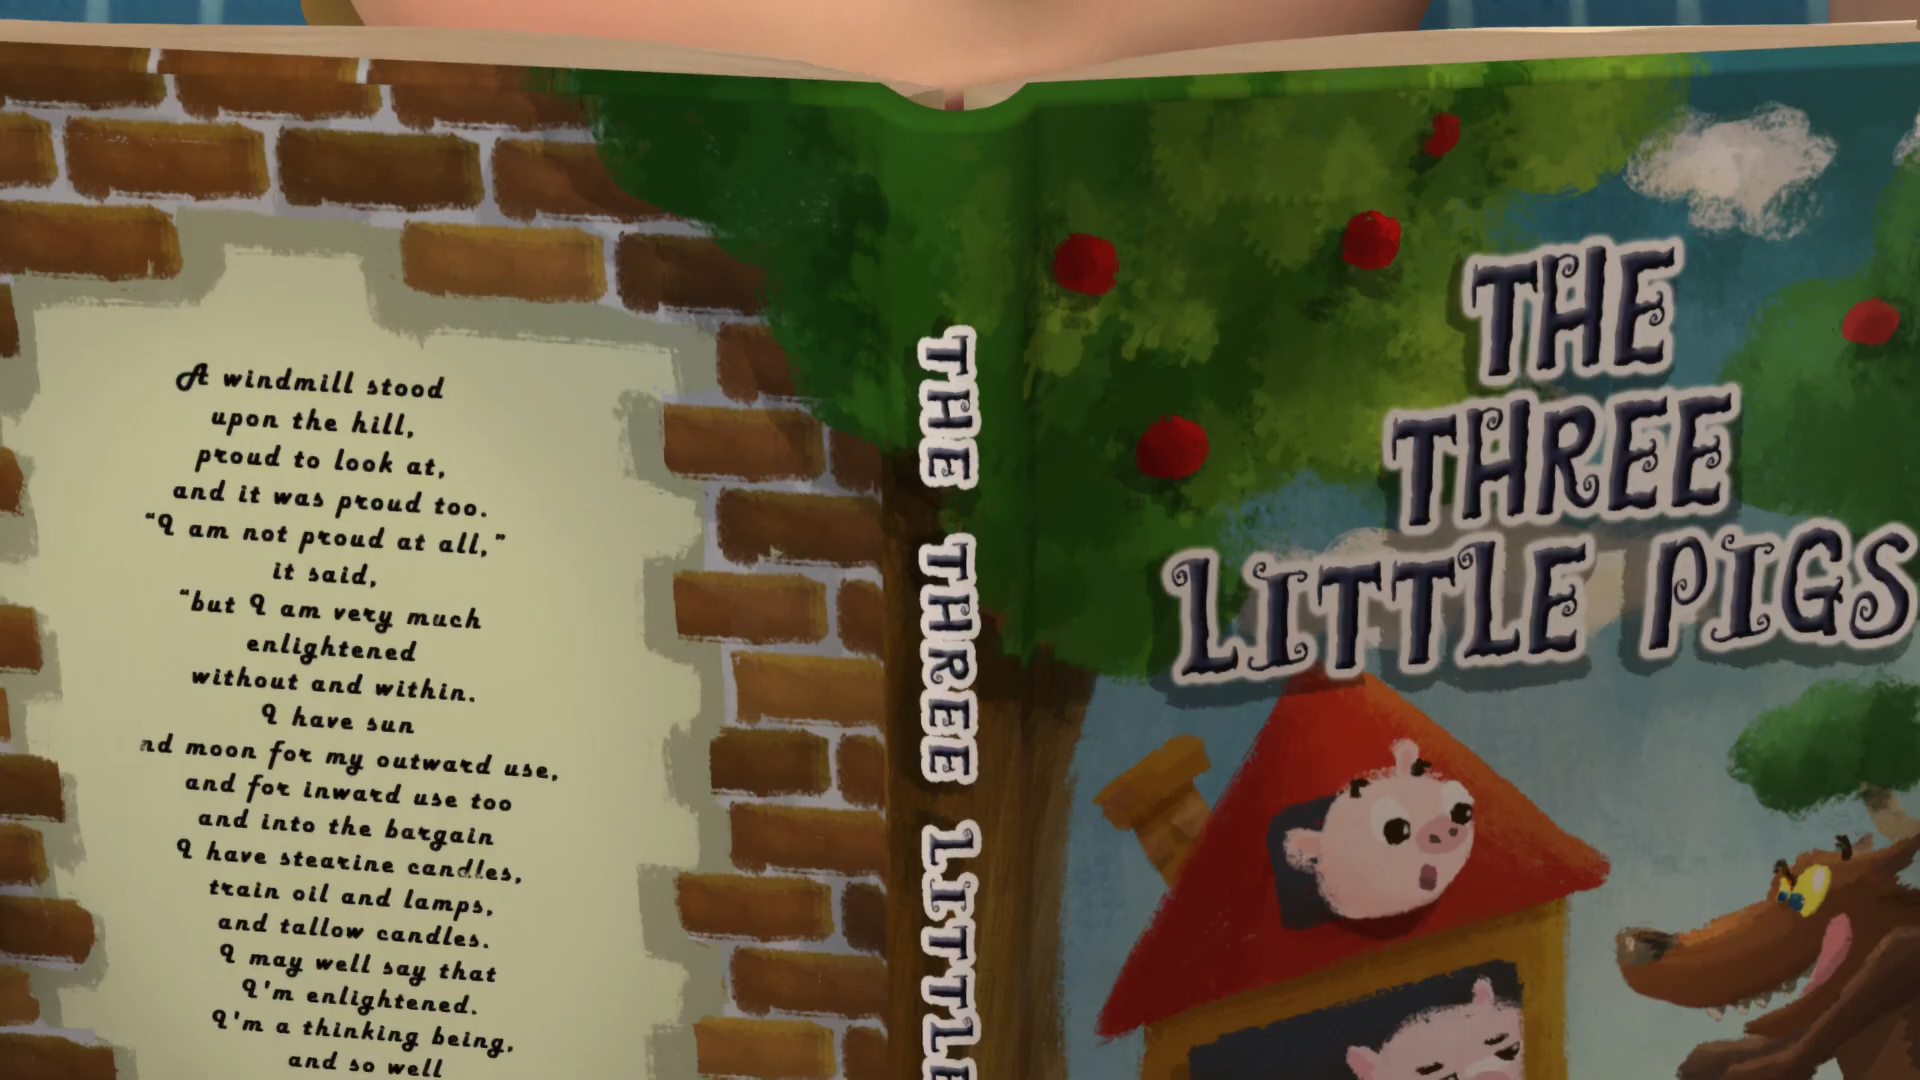 A windmill stood
upon the hill,
proud to look at,
and it was proud too.
“I am not proud at all,”
it said,
“but I am very much
enlightened
without and within.
I have sun
nd moon for my outward use,
and for inward use too
and into the bargain
I have stearine candles,
train oil and lamps,
and tallow candles.
I may well say that
I'm enlightened.
I'm a thinking being,
and so well
THE THREE LITTLE
THE
THREE
LITTLE PIGS